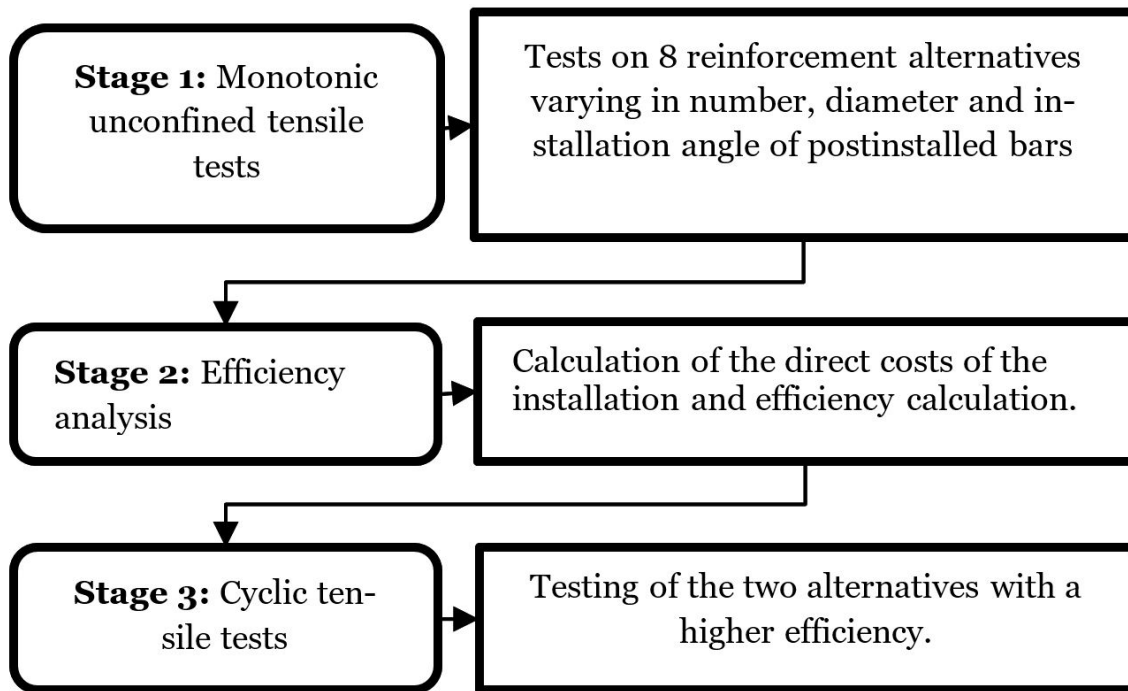 Stage 1: Monotonic
unconfined tensile
tests
Tests on 8 reinforcement alternatives
varying in number, diameter and in-
stallation angle of postinstalled bars
Stage 2: Efficiency
analysis
Calculation of the direct costs of the
installation and efficiency calculation.
Stage 3: Cyclic ten-
sile tests
Testing of the two alternatives with a
higher efficiency.